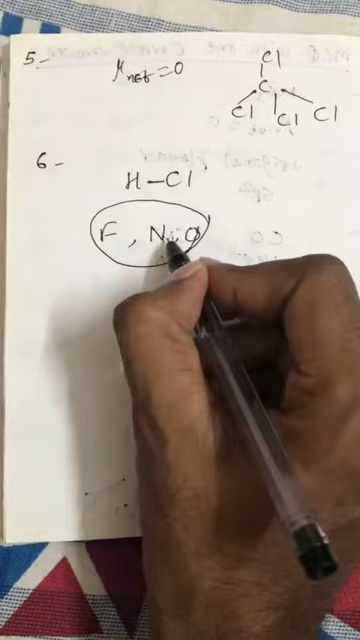 5-
μnet=0
Cl
C
Cl Cl Cl
6-
H-Cl
F, N, O